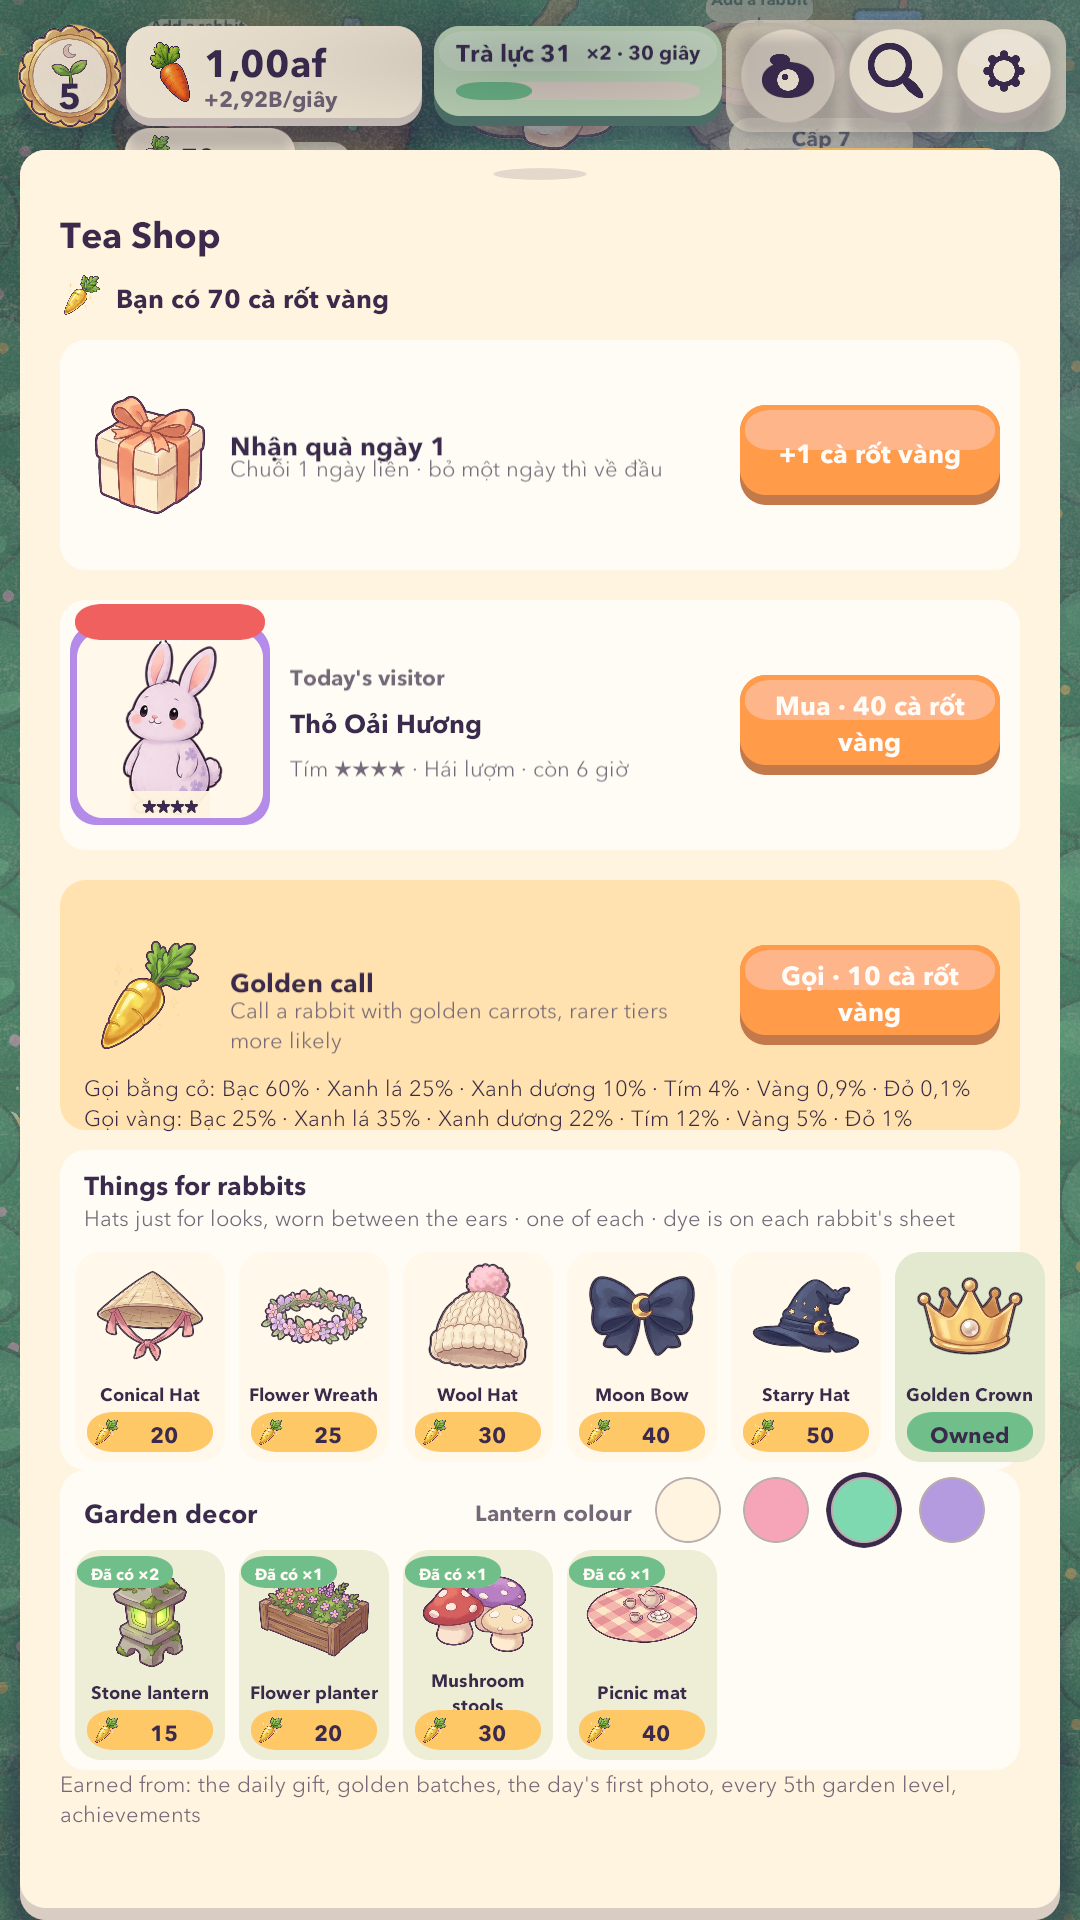 5
1,00af
+2,92B/giây
Trà lực 31 ×2 · 30 giây
Cấp 7
Tea Shop
Bạn có 70 cà rốt vàng
Nhận quà ngày 1
Chuỗi 1 ngày liền · bỏ một ngày thì về đầu
+1 cà rốt vàng
Today's visitor
Thỏ Oải Hương
Tím ★★★★ · Hái lượm · còn 6 giờ
★★★★
Mua · 40 cà rốt
vàng
Golden call
Call a rabbit with golden carrots, rarer tiers
more likely
Gọi · 10 cà rốt
vàng
Gọi bằng cỏ: Bạc 60% · Xanh lá 25% · Xanh dương 10% · Tím 4% · Vàng 0,9% · Đỏ 0,1%
Gọi vàng: Bạc 25% · Xanh lá 35% · Xanh dương 22% · Tím 12% · Vàng 5% · Đỏ 1%
Things for rabbits
Hats just for looks, worn between the ears · one of each · dye is on each rabbit's sheet
Conical Hat
20
Flower Wreath
25
Wool Hat
30
Moon Bow
40
Starry Hat
50
Golden Crown
Owned
Garden decor
Lantern colour
Đã có ×2
Stone lantern
15
Đã có ×1
Flower planter
20
Đã có ×1
Mushroom
stools
30
Đã có ×1
Picnic mat
40
Earned from: the daily gift, golden batches, the day's first photo, every 5th garden level,
achievements